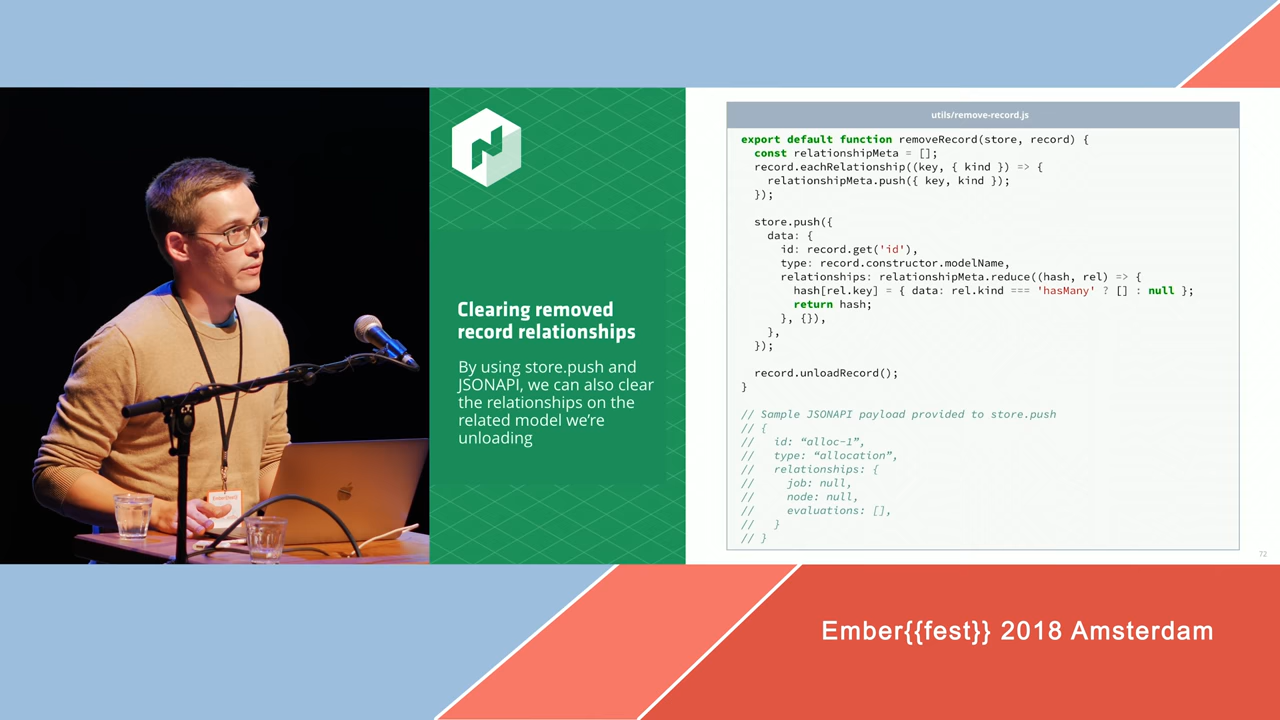 Clearing removed
record relationships
By using store.push and
JSONAPI, we can also clear
the relationships on the
related model we're
unloading
utils/remove-record.js
export default function removeRecord(store, record) {
  const relationshipMeta = [];
  record.eachRelationship((key, { kind }) => {
    relationshipMeta.push({ key, kind });
  });

  store.push({
    data: {
      id: record.get('id'),
      type: record.constructor.modelName,
      relationships: relationshipMeta.reduce((hash, rel) => {
        hash[rel.key] = { data: rel.kind === 'hasMany' ? [] : null };
        return hash;
      }, {}),
    },
  });

  record.unloadRecord();
}

// Sample JSONAPI payload provided to store.push
// {
//   id: “alloc-1”,
//   type: “allocation”,
//   relationships: {
//     job: null,
//     node: null,
//     evaluations: [],
//   }
// }
72
Ember{{fest}} 2018 Amsterdam